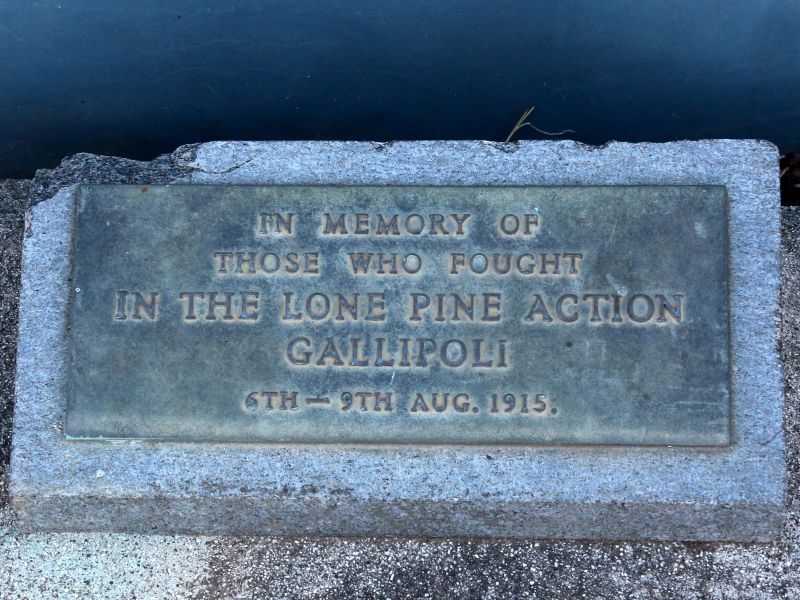 IN MEMORY OF
THOSE WHO FOUGHT
IN THE LONE PINE ACTION
GALLIPOLI
6TH — 9TH AUG. 1915.